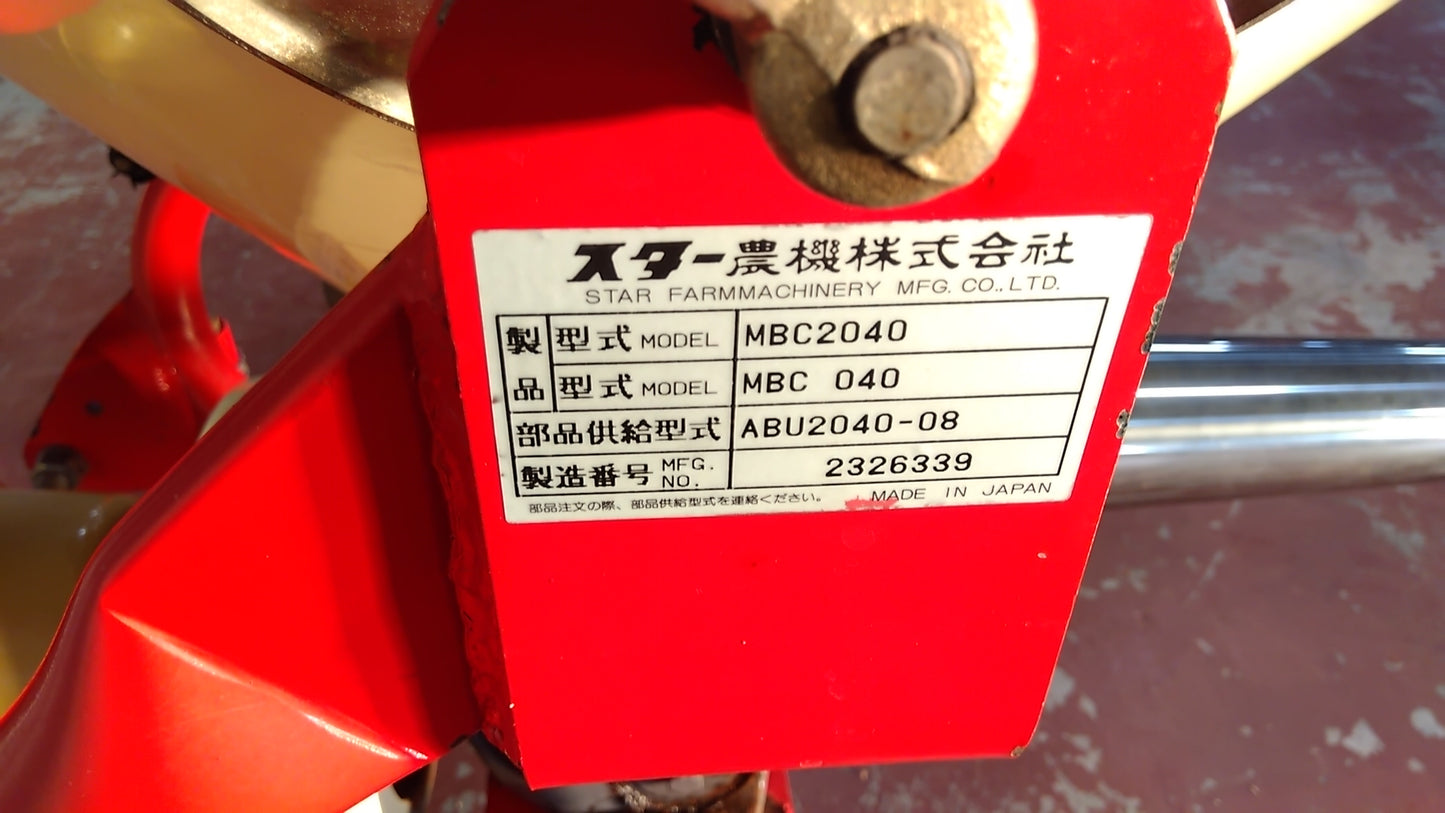 スター農機株式会社
STAR FARMMACHINERY MFG. CO., LTD.
製品 型式 MODEL MBC2040
型式 MODEL MBC 040
部品供給型式 ABU2040-08
製造番号 MFG. NO. 2326339
部品注文の際、部品供給型式を連絡ください。 MADE IN JAPAN